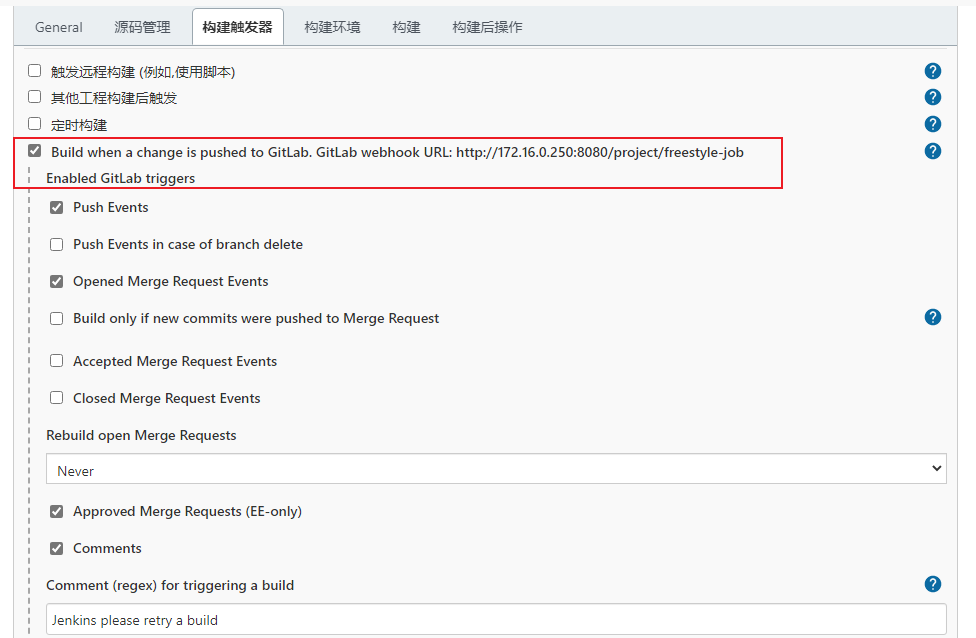 General 源码管理 构建触发器 构建环境 构建 构建后操作
触发远程构建 (例如,使用脚本)
其他工程构建后触发
定时构建
Build when a change is pushed to GitLab. GitLab webhook URL: http://172.16.0.250:8080/project/freestyle-job
Enabled GitLab triggers
Push Events
Push Events in case of branch delete
Opened Merge Request Events
Build only if new commits were pushed to Merge Request
Accepted Merge Request Events
Closed Merge Request Events
Rebuild open Merge Requests
Never
Approved Merge Requests (EE-only)
Comments
Comment (regex) for triggering a build
Jenkins please retry a build